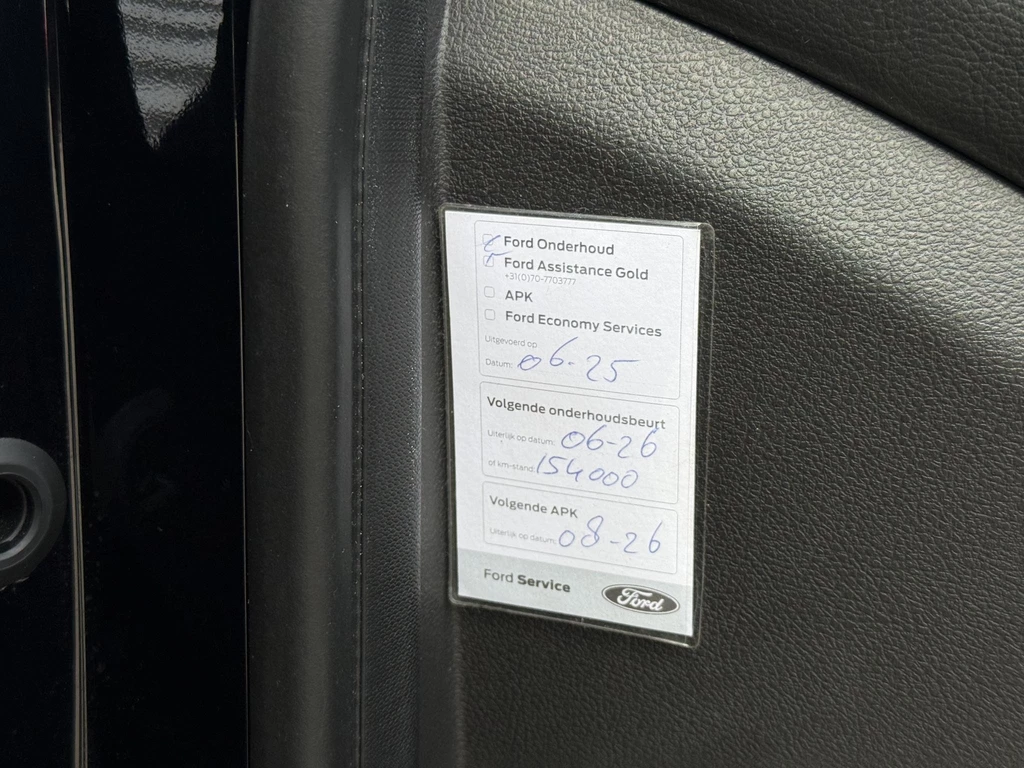 Ford Onderhoud
Ford Assistance Gold
+31(0)70-7703777
APK
Ford Economy Services
Uitgevoerd op
Datum: 06-25
Volgende onderhoudsbeurt
Uiterlijk op datum: 06-26
of km-stand: 154000
Volgende APK
Uiterlijk op datum: 08-26
Ford Service
Ford